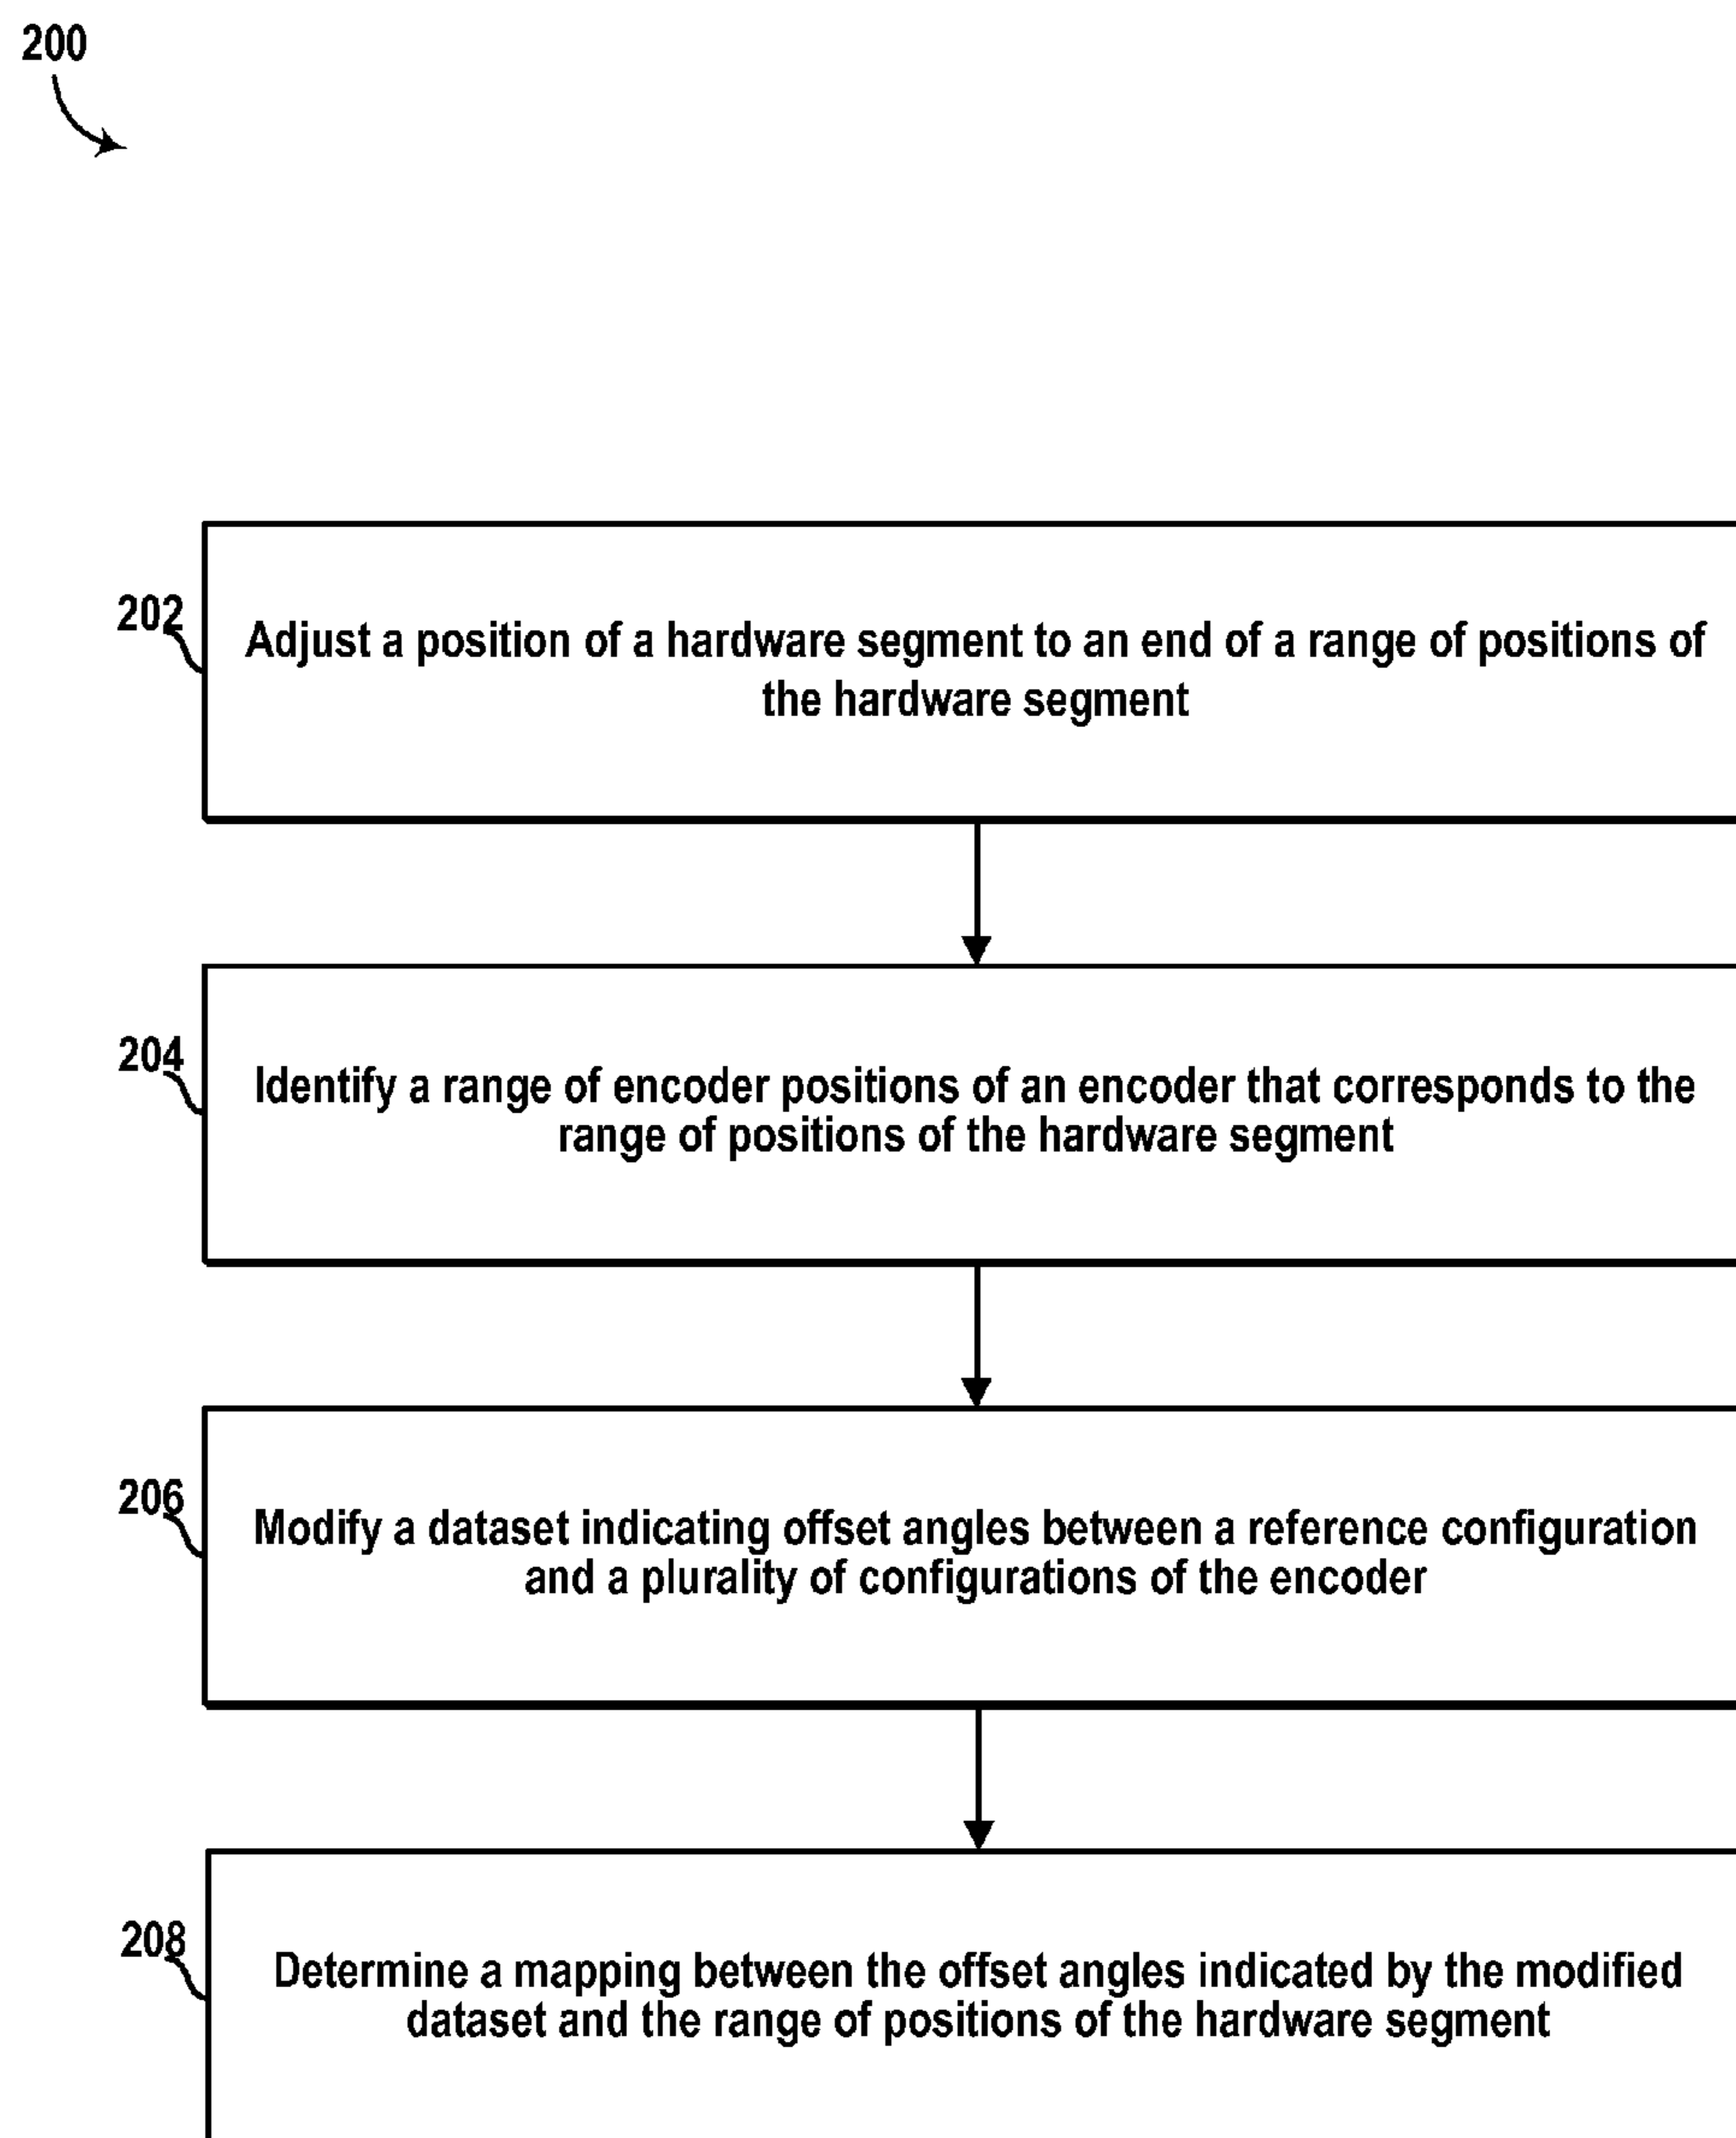 200
202
Adjust a position of a hardware segment to an end of a range of positions of
the hardware segment
204
Identify a range of encoder positions of an encoder that corresponds to the
range of positions of the hardware segment
206
Modify a dataset indicating offset angles between a reference configuration
and a plurality of configurations of the encoder
208
Determine a mapping between the offset angles indicated by the modified
dataset and the range of positions of the hardware segment